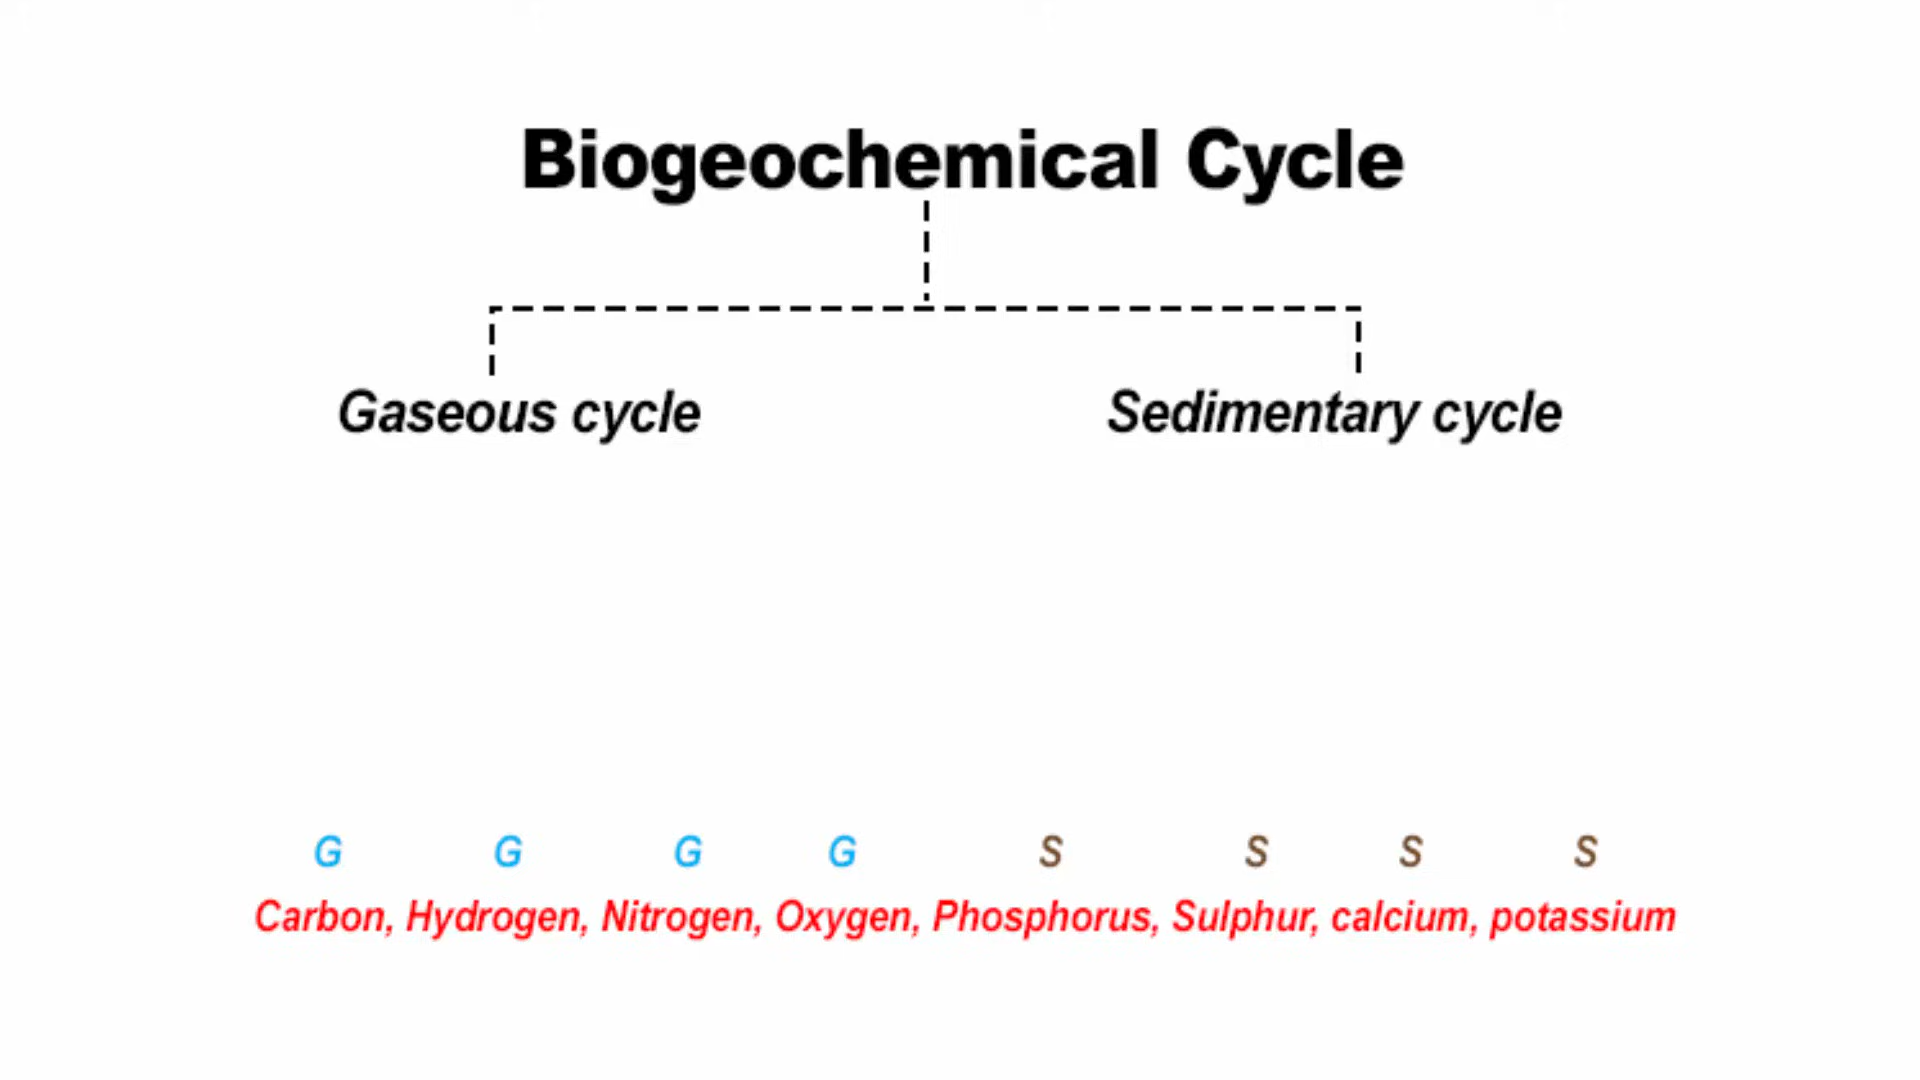 Biogeochemical Cycle
Gaseous cycle
Sedimentary cycle
G G G G S S S S
Carbon, Hydrogen, Nitrogen, Oxygen, Phosphorus, Sulphur, calcium, potassium